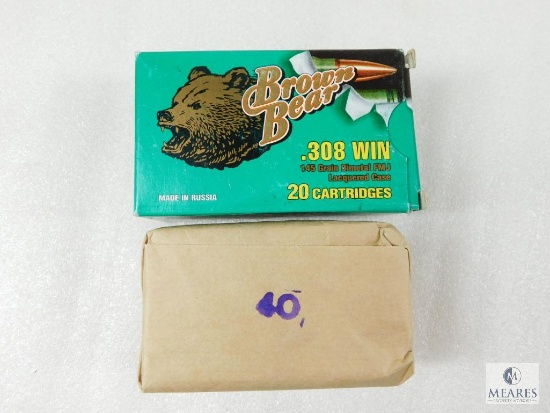 Brown
Bear
.308 WIN
145 Grain Bimetal FMJ
Lacquered Case
MADE IN RUSSIA
20 CARTRIDGES
40
MEARES